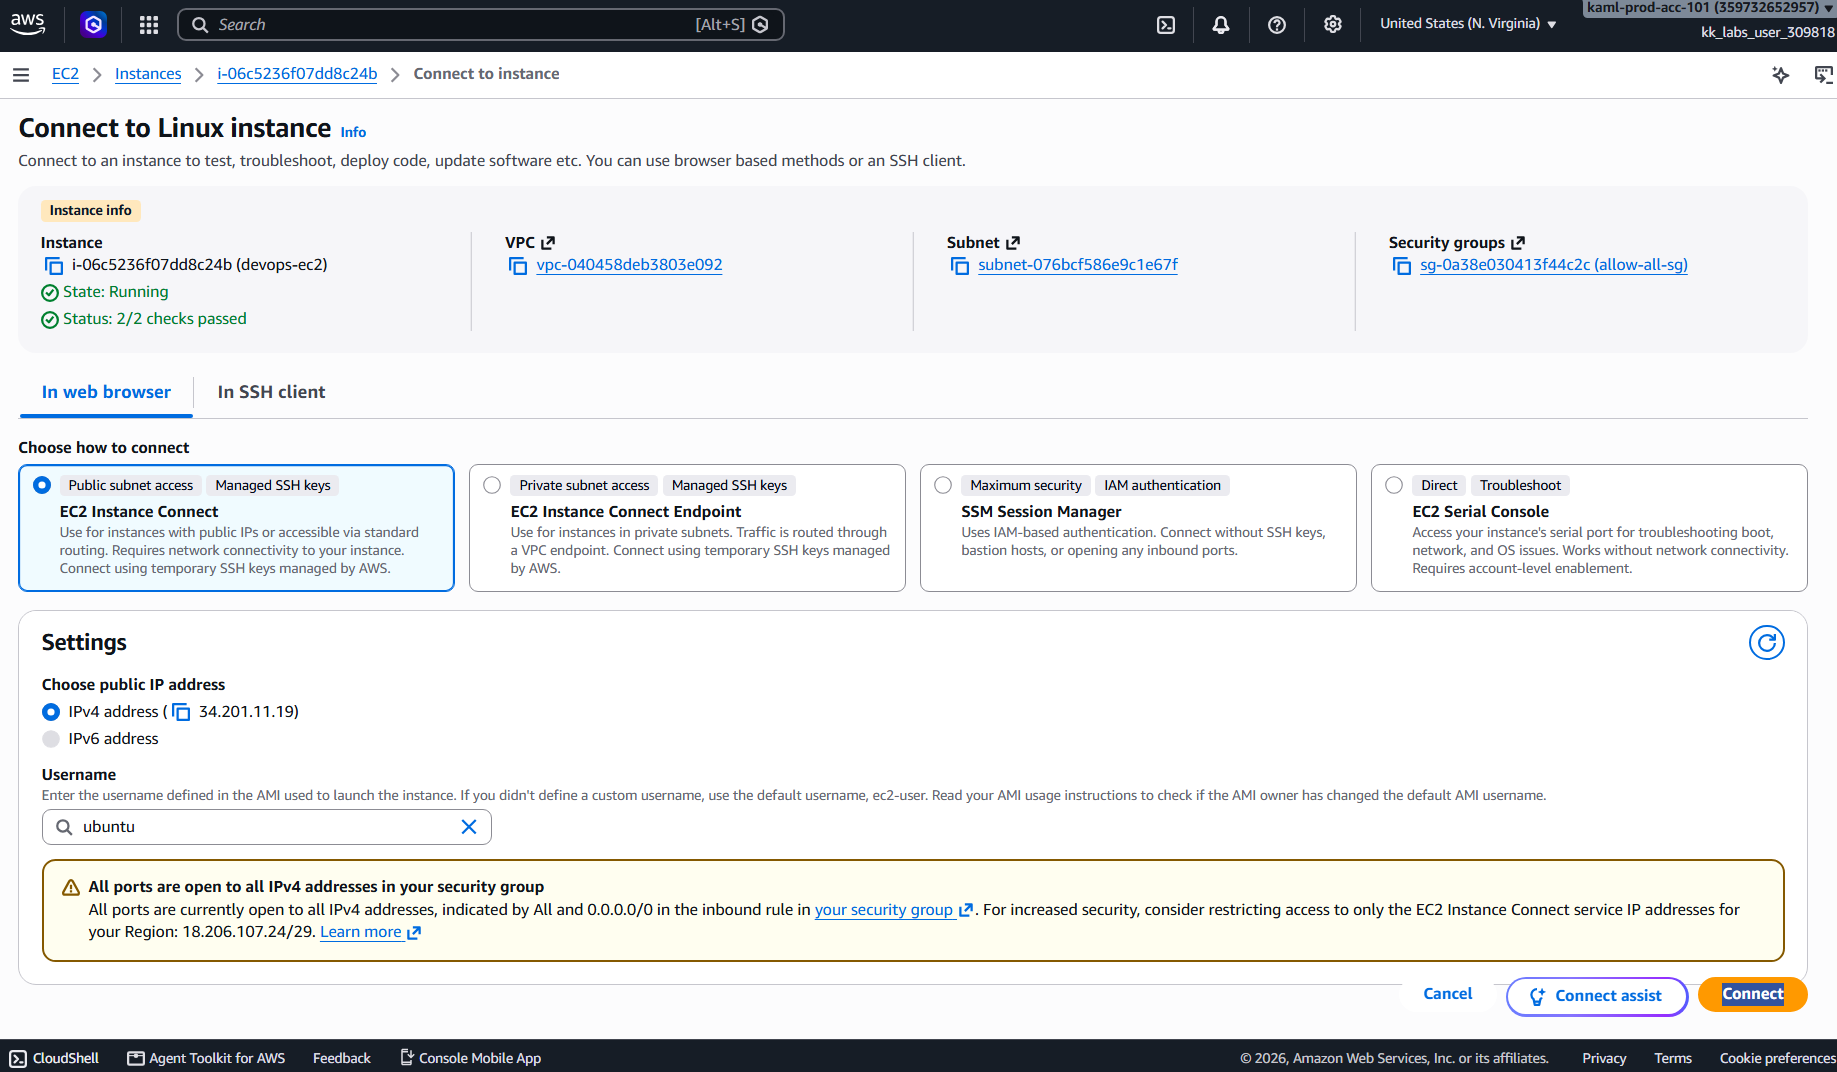 aws
Search
[Alt+S]
United States (N. Virginia)
kaml-prod-acc-101 (359732652957)
kk_labs_user_309818
EC2
Instances
i-06c5236f07dd8c24b
Connect to instance
Connect to Linux instance Info
Connect to an instance to test, troubleshoot, deploy code, update software etc. You can use browser based methods or an SSH client.
Instance info
Instance
i-06c5236f07dd8c24b (devops-ec2)
State: Running
Status: 2/2 checks passed
VPC
vpc-040458deb3803e092
Subnet
subnet-076bcf586e9c1e67f
Security groups
sg-0a38e030413f44c2c (allow-all-sg)
In web browser
In SSH client
Choose how to connect
Public subnet access Managed SSH keys
EC2 Instance Connect
Use for instances with public IPs or accessible via standard
routing. Requires network connectivity to your instance.
Connect using temporary SSH keys managed by AWS.
Private subnet access Managed SSH keys
EC2 Instance Connect Endpoint
Use for instances in private subnets. Traffic is routed through
a VPC endpoint. Connect using temporary SSH keys managed
by AWS.
Maximum security IAM authentication
SSM Session Manager
Uses IAM-based authentication. Connect without SSH keys,
bastion hosts, or opening any inbound ports.
Direct Troubleshoot
EC2 Serial Console
Access your instance's serial port for troubleshooting boot,
network, and OS issues. Works without network connectivity.
Requires account-level enablement.
Settings
Choose public IP address
IPv4 address ( 34.201.11.19)
IPv6 address
Username
Enter the username defined in the AMI used to launch the instance. If you didn't define a custom username, use the default username, ec2-user. Read your AMI usage instructions to check if the AMI owner has changed the default AMI username.
ubuntu
All ports are open to all IPv4 addresses in your security group
All ports are currently open to all IPv4 addresses, indicated by All and 0.0.0.0/0 in the inbound rule in your security group . For increased security, consider restricting access to only the EC2 Instance Connect service IP addresses for
your Region: 18.206.107.24/29. Learn more
Cancel
Connect assist
Connect
CloudShell
Agent Toolkit for AWS
Feedback
Console Mobile App
© 2026, Amazon Web Services, Inc. or its affiliates.
Privacy
Terms
Cookie preferences